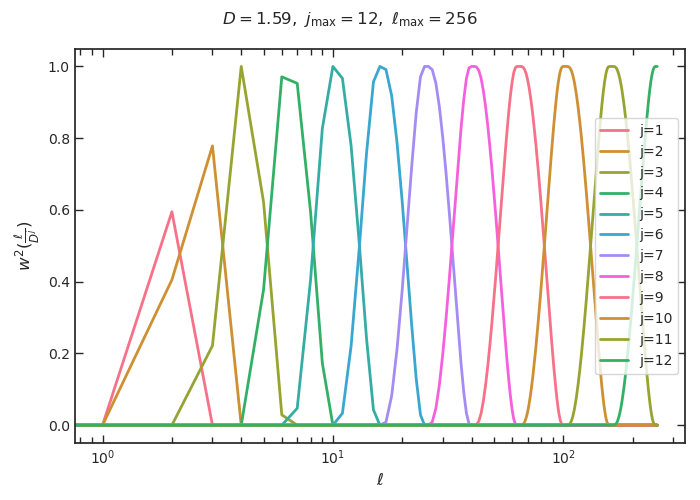 D = 1.59, j_max = 12, ℓ_max = 256
w²(ℓ/D^j)
1.0
0.8
0.6
0.4
0.2
0.0
10⁰
10¹
10²
ℓ
j=1
j=2
j=3
j=4
j=5
j=6
j=7
j=8
j=9
j=10
j=11
j=12